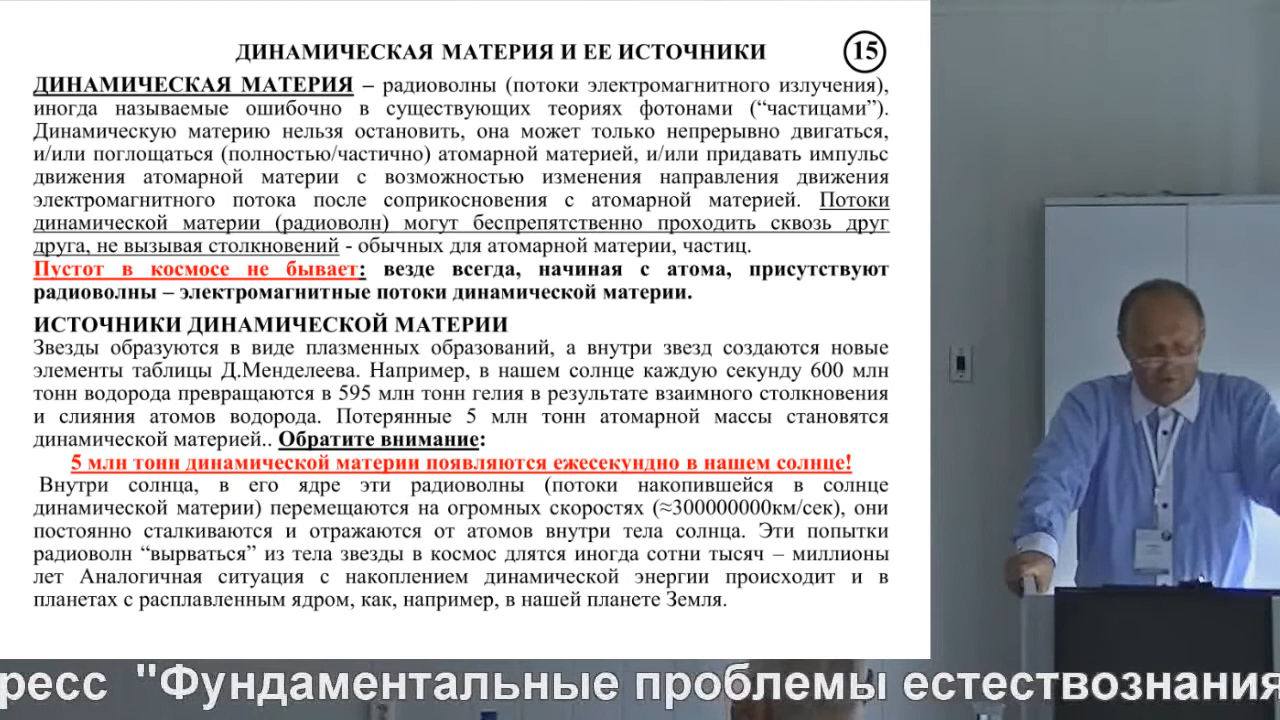 ДИНАМИЧЕСКАЯ МАТЕРИЯ И ЕЕ ИСТОЧНИКИ
15
ДИНАМИЧЕСКАЯ МАТЕРИЯ – радиоволны (потоки электромагнитного излучения),
иногда называемые ошибочно в существующих теориях фотонами (“частицами”).
Динамическую материю нельзя остановить, она может только непрерывно двигаться,
и/или поглощаться (полностью/частично) атомарной материей, и/или придавать импульс
движения атомарной материи с возможностью изменения направления движения
электромагнитного потока после соприкосновения с атомарной материей. Потоки
динамической материи (радиоволн) могут беспрепятственно проходить сквозь друг
друга, не вызывая столкновений - обычных для атомарной материи, частиц.
Пустот в космосе не бывает: везде всегда, начиная с атома, присутствуют
радиоволны – электромагнитные потоки динамической материи.
ИСТОЧНИКИ ДИНАМИЧЕСКОЙ МАТЕРИИ
Звезды образуются в виде плазменных образований, а внутри звезд создаются новые
элементы таблицы Д.Менделеева. Например, в нашем солнце каждую секунду 600 млн
тонн водорода превращаются в 595 млн тонн гелия в результате взаимного столкновения
и слияния атомов водорода. Потерянные 5 млн тонн атомарной массы становятся
динамической материей.. Обратите внимание:
5 млн тонн динамической материи появляются ежесекундно в нашем солнце!
Внутри солнца, в его ядре эти радиоволны (потоки накопившейся в солнце
динамической материи) перемещаются на огромных скоростях (≈300000000км/сек), они
постоянно сталкиваются и отражаются от атомов внутри тела солнца. Эти попытки
радиоволн “вырваться” из тела звезды в космос длятся иногда сотни тысяч – миллионы
лет Аналогичная ситуация с накоплением динамической энергии происходит и в
планетах с расплавленным ядром, как, например, в нашей планете Земля.
ресс "Фундаментальные проблемы естествознания